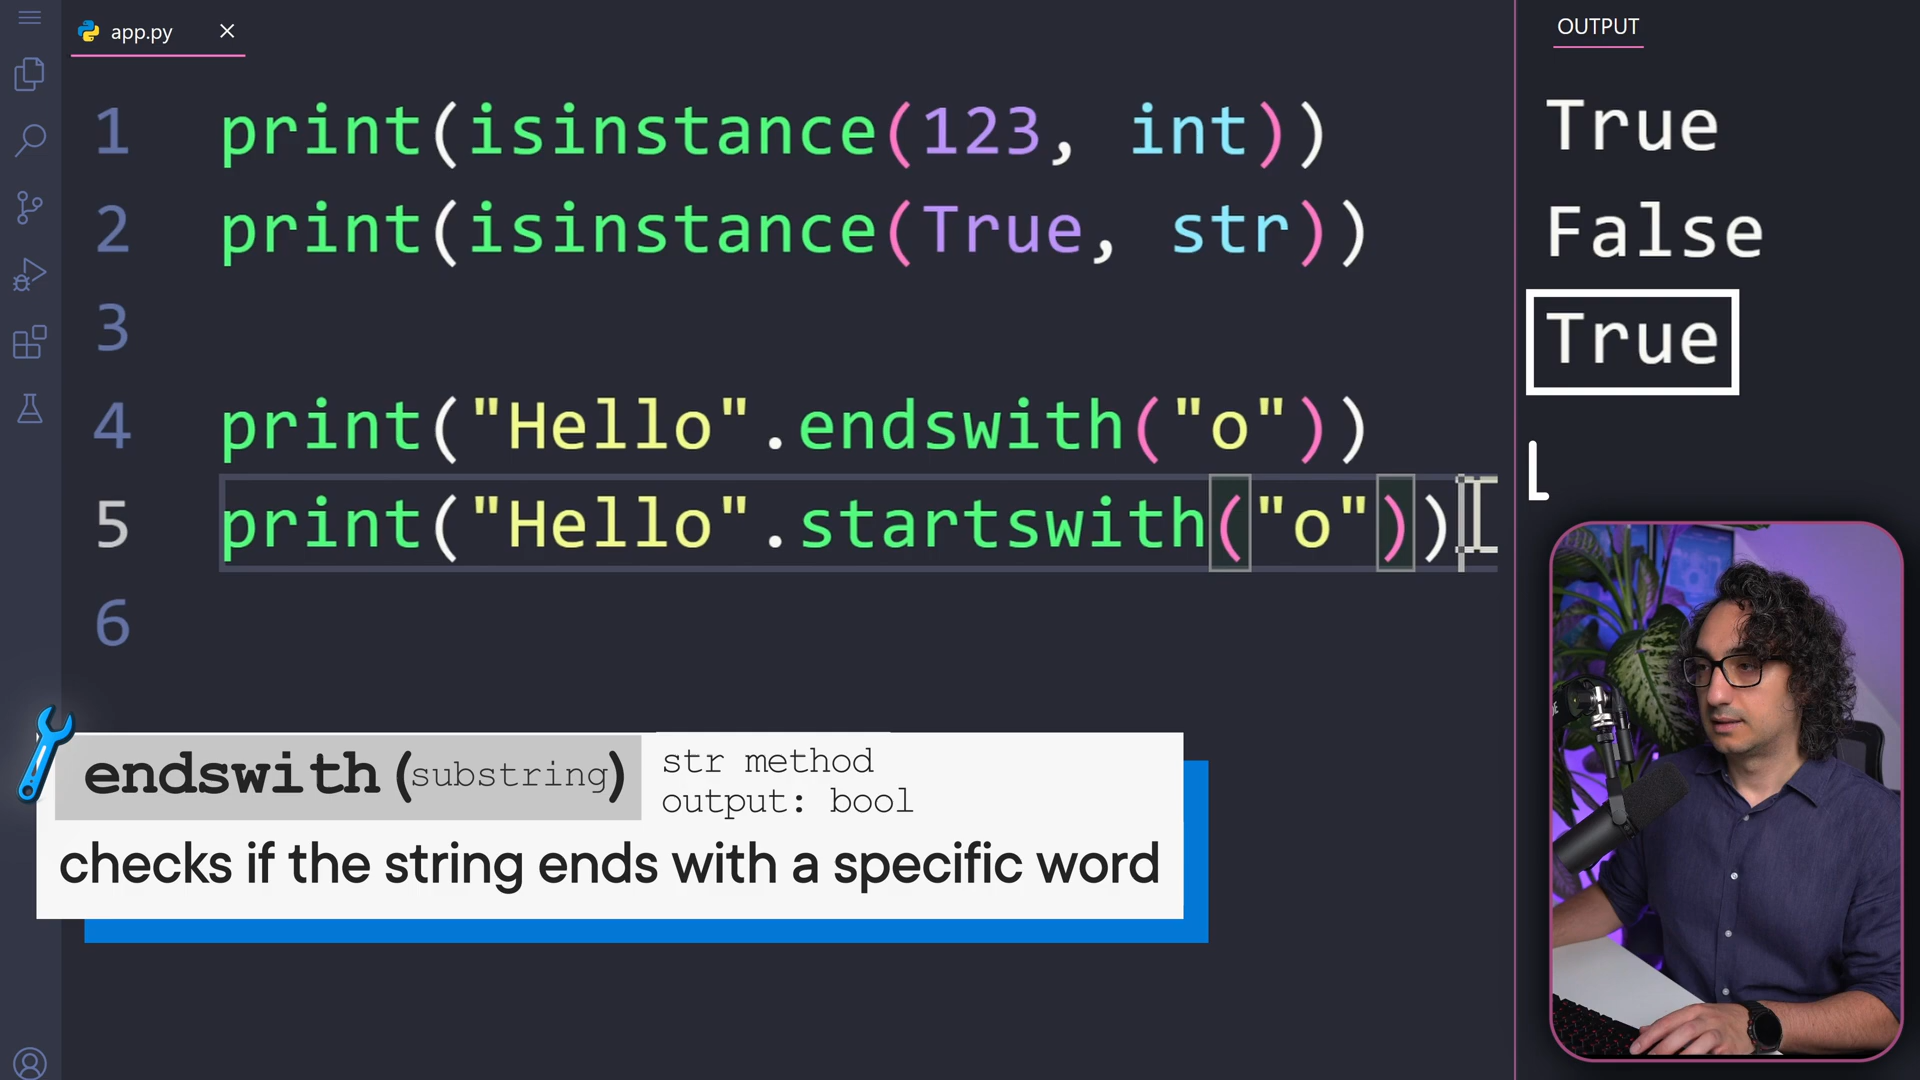 app.py
OUTPUT
1 print(isinstance(123, int))
2 print(isinstance(True, str))
3
4 print("Hello".endswith("o"))
5 print("Hello".startswith("o"))
6
True
False
True
endswith(substring)
str method
output: bool
checks if the string ends with a specific word